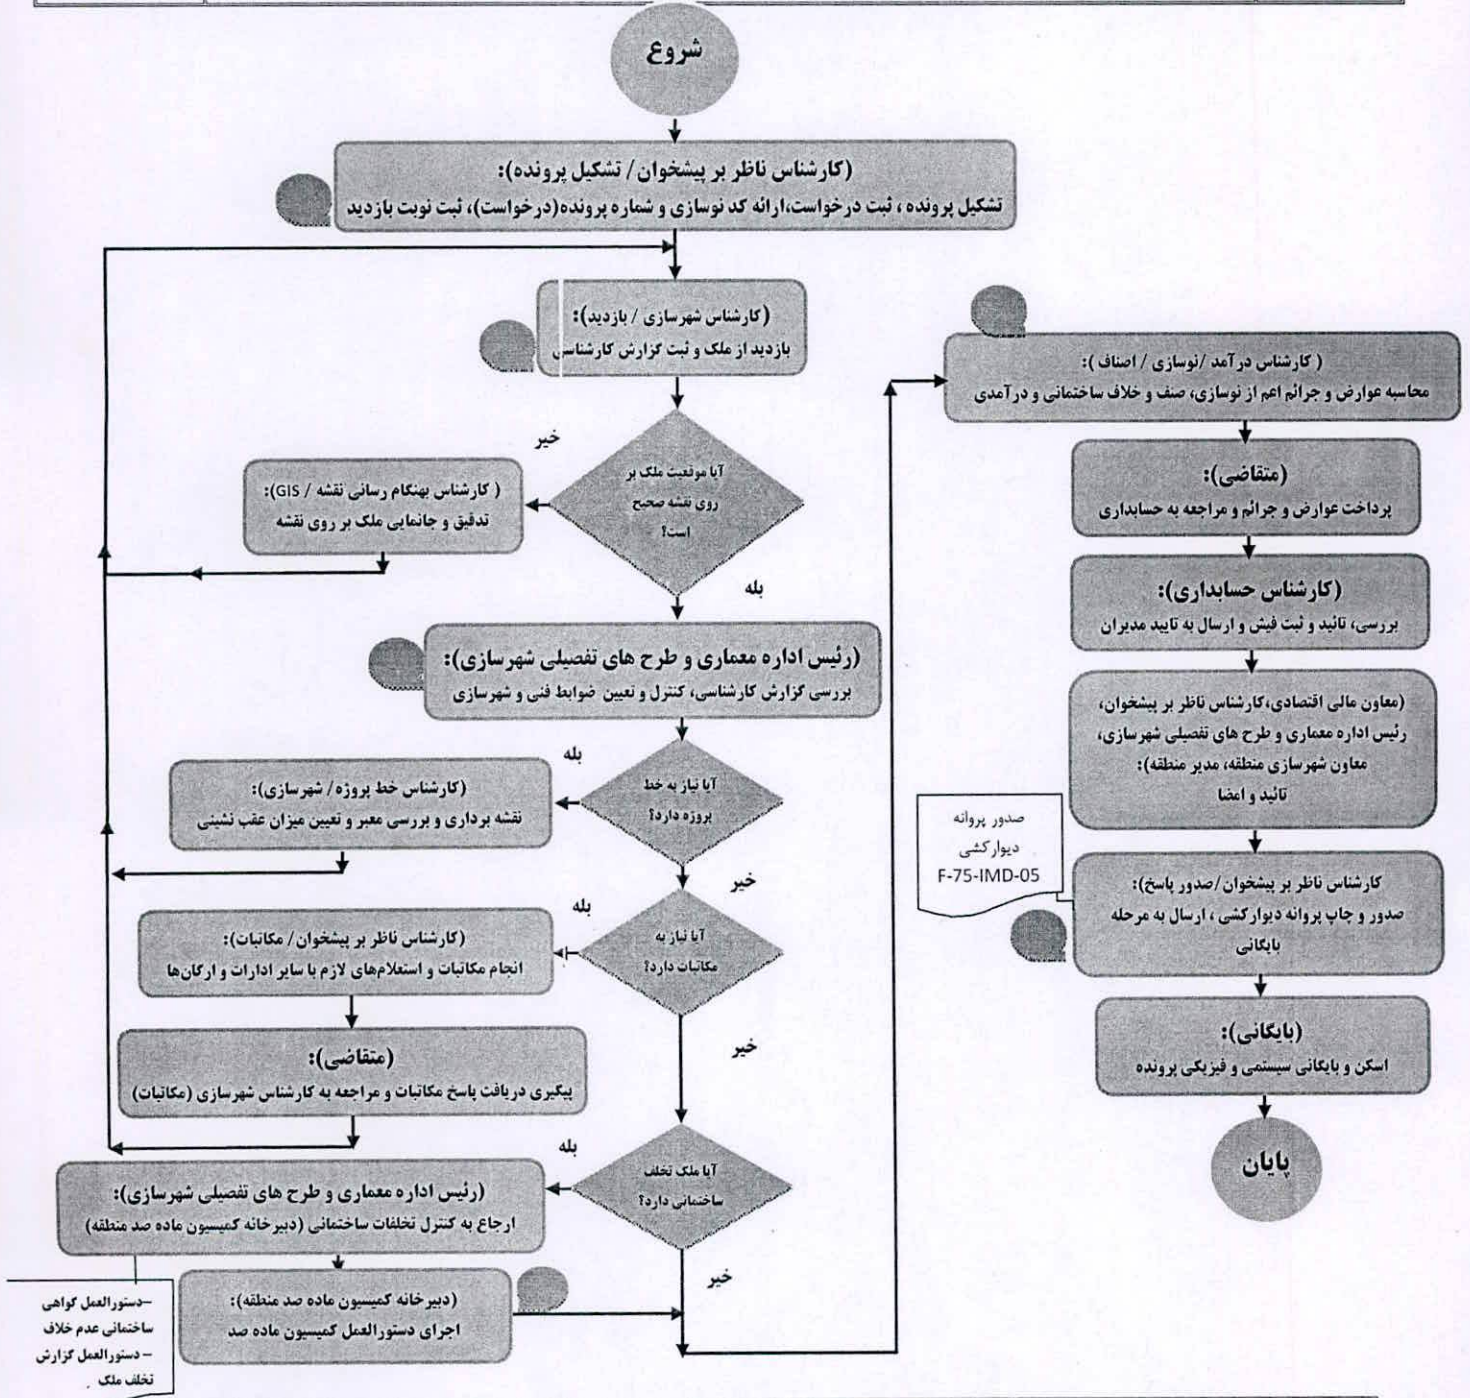 شروع
(کارشناس ناظر بر پیشخوان / تشکیل پرونده):
تشکیل پرونده ، ثبت درخواست،ارائه کد نوسازی و شماره پرونده(درخواست)، ثبت نوبت بازدید
(کارشناس شهرسازی / بازدید):
بازدید از ملک و ثبت گزارش کارشناسی
آیا موقعیت ملک بر
روی نقشه صحیح
است؟
خیر
( کارشناس بهنگام رسانی نقشه / GIS):
تدقیق و جانمایی ملک بر روی نقشه
بله
(رئیس اداره معماری و طرح های تفصیلی شهرسازی):
بررسی گزارش کارشناسی، کنترل و تعیین ضوابط فنی و شهرسازی
آیا نیاز به خط
پروژه دارد؟
بله
(کارشناس خط پروژه/ شهرسازی):
نقشه برداری و بررسی معبر و تعیین میزان عقب نشینی
خیر
آیا نیاز به
مکاتبات دارد؟
بله
(کارشناس ناظر بر پیشخوان/ مکاتبات):
انجام مکاتبات و استعلام‌های لازم با سایر ادارات و ارگان‌ها
(متقاضی):
پیگیری دریافت پاسخ مکاتبات و مراجعه به کارشناس شهرسازی (مکاتبات)
خیر
آیا ملک تخلف
ساختمانی دارد؟
بله
(رئیس اداره معماری و طرح های تفصیلی شهرسازی):
ارجاع به کنترل تخلفات ساختمانی (دبیرخانه کمیسیون ماده صد منطقه)
(دبیرخانه کمیسیون ماده صد منطقه):
اجرای دستورالعمل کمیسیون ماده صد
–دستورالعمل گواهی
ساختمانی عدم خلاف
– دستورالعمل گزارش
تخلف ملک
خیر
( کارشناس درآمد /نوسازی / اصناف ):
محاسبه عوارض و جرائم اعم از نوسازی، صنف و خلاف ساختمانی و درآمدی
(متقاضی):
پرداخت عوارض و جرائم و مراجعه به حسابداری
(کارشناس حسابداری):
بررسی، تائید و ثبت فیش و ارسال به تایید مدیران
(معاون مالی اقتصادی،کارشناس ناظر بر پیشخوان،
رئیس اداره معماری و طرح های تفصیلی شهرسازی،
معاون شهرسازی منطقه، مدیر منطقه):
تائید و امضا
صدور پروانه
دیوارکشی
F-75-IMD-05
کارشناس ناظر بر پیشخوان/صدور پاسخ):
صدور و چاپ پروانه دیوارکشی ، ارسال به مرحله
بایگانی
(بایگانی):
اسکن و بایگانی سیستمی و فیزیکی پرونده
پایان